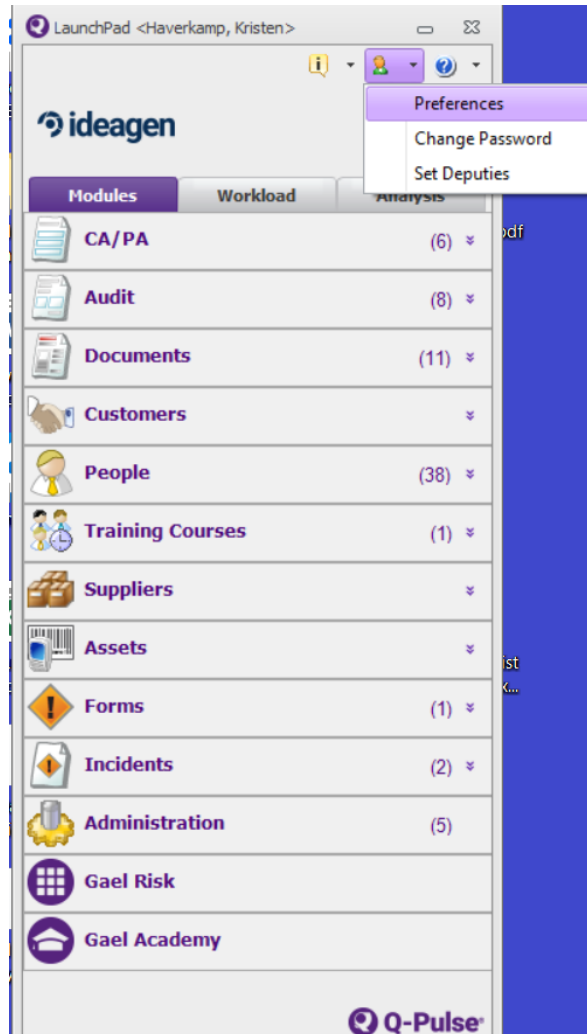 LaunchPad <Haverkamp, Kristen>
Preferences
ideagen
Change Password
Set Deputies
Modules Workload Analysis
CA/PA (6)
pdf
Audit (8)
Documents (11)
Customers
People (38)
Training Courses (1)
Suppliers
Assets
ist
Forms (1)
Incidents (2)
Administration (5)
Gael Risk
Gael Academy
Q-Pulse